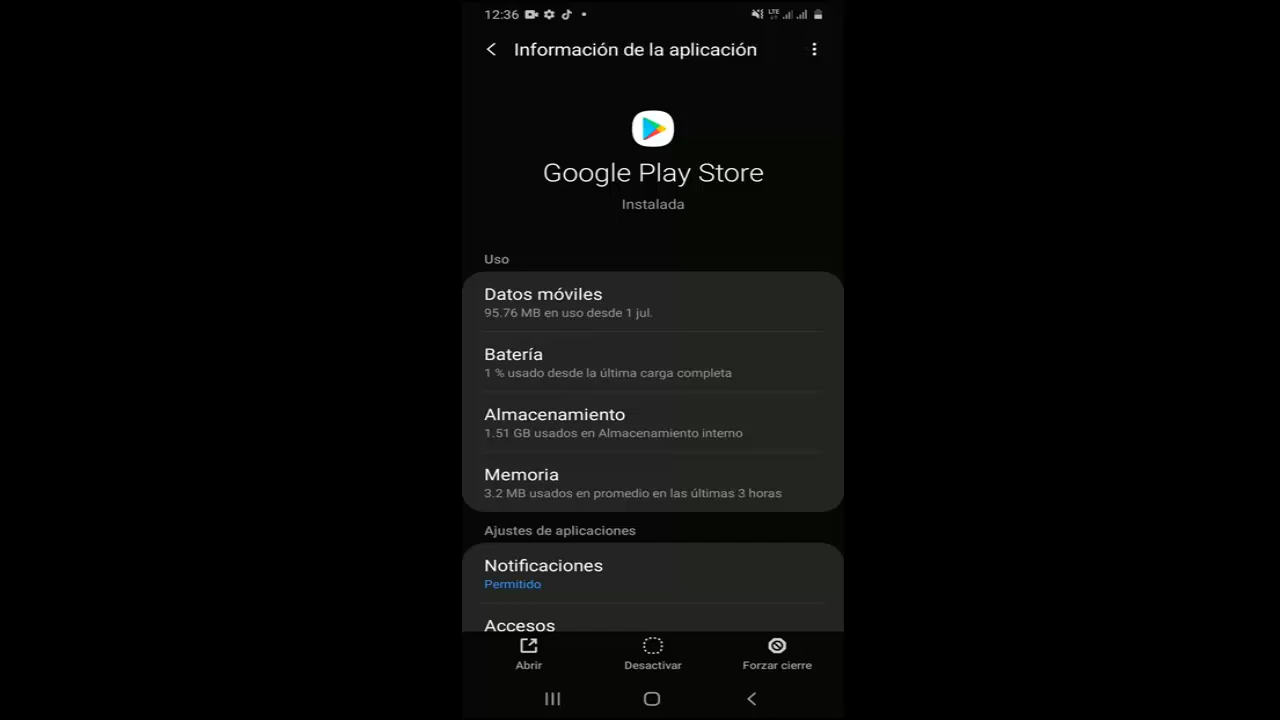 12:36
LTE
Información de la aplicación
Google Play Store
Instalada
Uso
Datos móviles
95.76 MB en uso desde 1 jul.
Batería
1 % usado desde la última carga completa
Almacenamiento
1.51 GB usados en Almacenamiento interno
Memoria
3.2 MB usados en promedio en las últimas 3 horas
Ajustes de aplicaciones
Notificaciones
Permitido
Accesos
Abrir
Desactivar
Forzar cierre